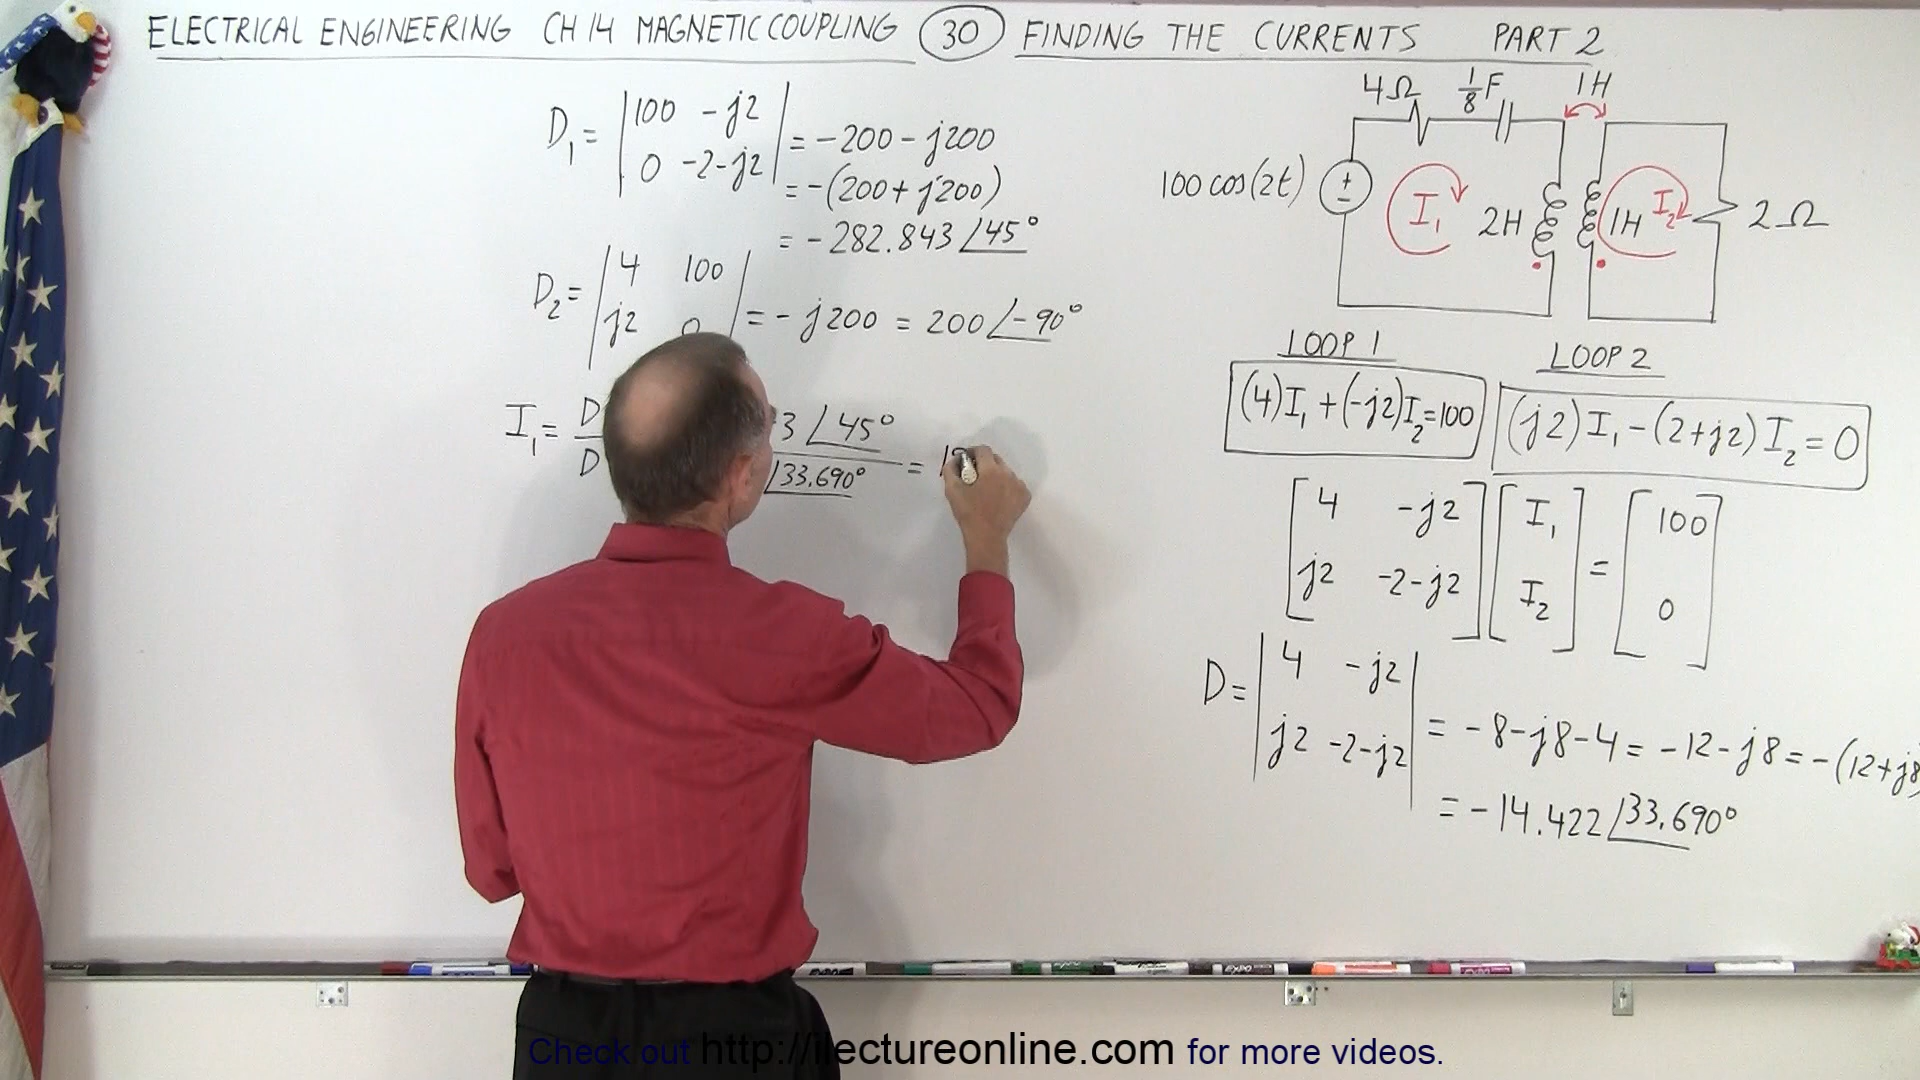 ELECTRICAL ENGINEERING CH 14 MAGNETIC COUPLING 30 FINDING THE CURRENTS PART 2
D₁ = | 100 -j2 |
| 0 -2-j2 | = -200 - j200
= -(200 + j200)
= -282.843 ∠45°
D₂ = | 4 100 |
| j2 0 | = -j200 = 200 ∠-90°
I₁ = D
D
3 ∠45°
∠33.690° =
4Ω 1/8 F 1H
100 cos(2t) + - I₁ 2H 1H I₂ 2Ω
LOOP 1
(4)I₁ + (-j2)I₂ = 100
LOOP 2
(j2)I₁ - (2+j2)I₂ = 0
[ 4 -j2 ] [ I₁ ] = [ 100 ]
[ j2 -2-j2 ] [ I₂ ] [ 0 ]
D = | 4 -j2 |
| j2 -2-j2 | = -8-j8-4 = -12-j8 = -(12+j8)
= -14.422 ∠33.690°
Check out http://ilectureonline.com for more videos.